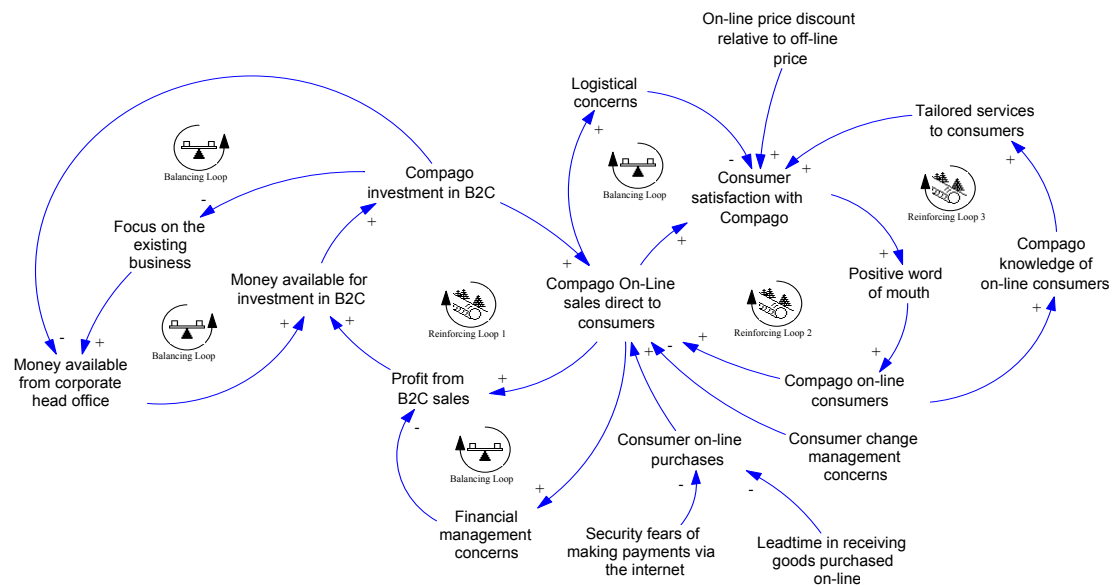 On-line price discount
relative to off-line
price
Logistical
concerns
+
Balancing Loop
Tailored services
to consumers
+
Compago
investment in B2C
-
+
-
+
+
Consumer
satisfaction with
Compago
Balancing Loop
Reinforcing Loop 3
Focus on the
existing
business
Money available for
investment in B2C
+
+
+
Compago On-Line
sales direct to
consumers
+
Positive word
of mouth
Compago
knowledge of
on-line consumers
+
+
Reinforcing Loop 1
Reinforcing Loop 2
+
-
+
Balancing Loop
Money available
from corporate
head office
Profit from
B2C sales
+
-
+
-
+
+
Compago on-line
consumers
Balancing Loop
Consumer on-line
purchases
Consumer change
management
concerns
+
-
-
Financial
management
concerns
Security fears of
making payments via
the internet
Leadtime in receiving
goods purchased
on-line